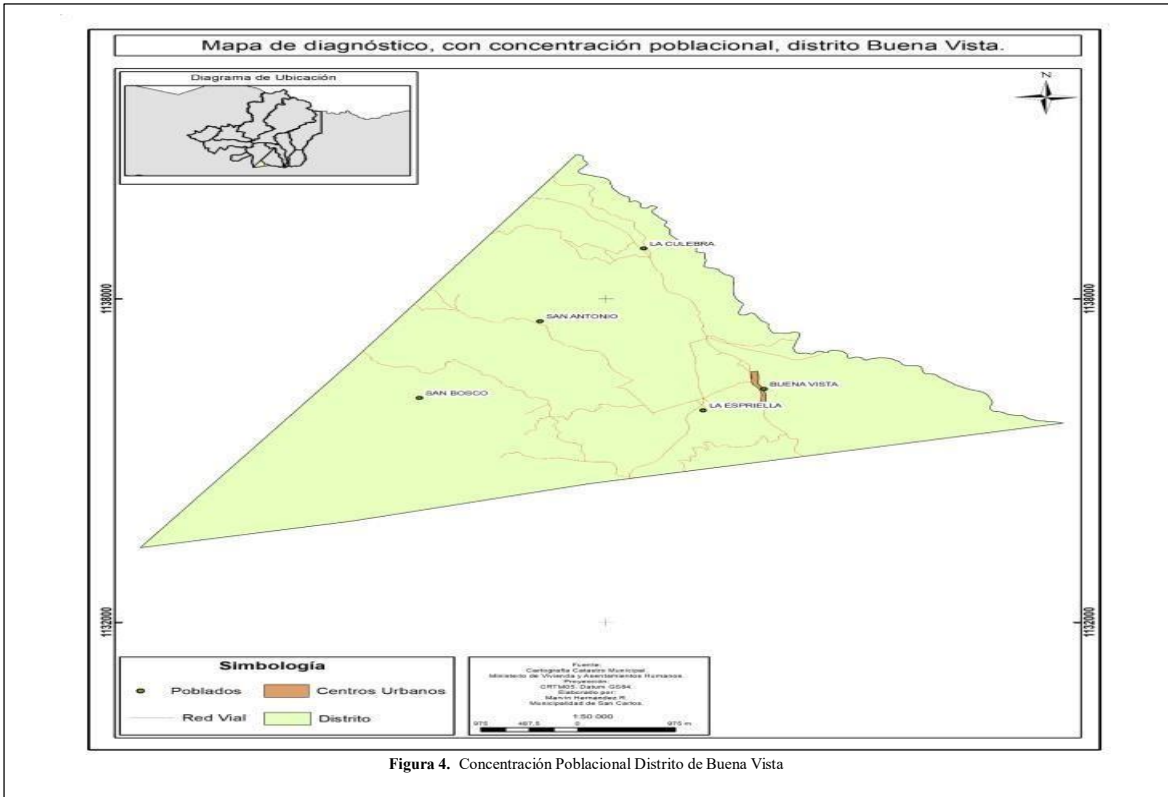 Mapa de diagnóstico, con concentración poblacional, distrito Buena Vista.
Diagrama de Ubicación
N
LA CULEBRA
1138000
1138000
SAN ANTONIO
BUENA VISTA
SAN BOSCO
LA ESPRIELLA
1132000
1132000
Simbología
Poblados
Centros Urbanos
Red Vial
Distrito
Fuente:
Cartografía Catastro Municipal
Ministerio de Vivienda y Asentamientos Humanos
Proyección:
CRTM05, Datum GS84.
Elaborado por:
Marvin Hernández R
Municipalidad de San Carlos.
1:50 000
975 487,5 0 975 m
Figura 4. Concentración Poblacional Distrito de Buena Vista